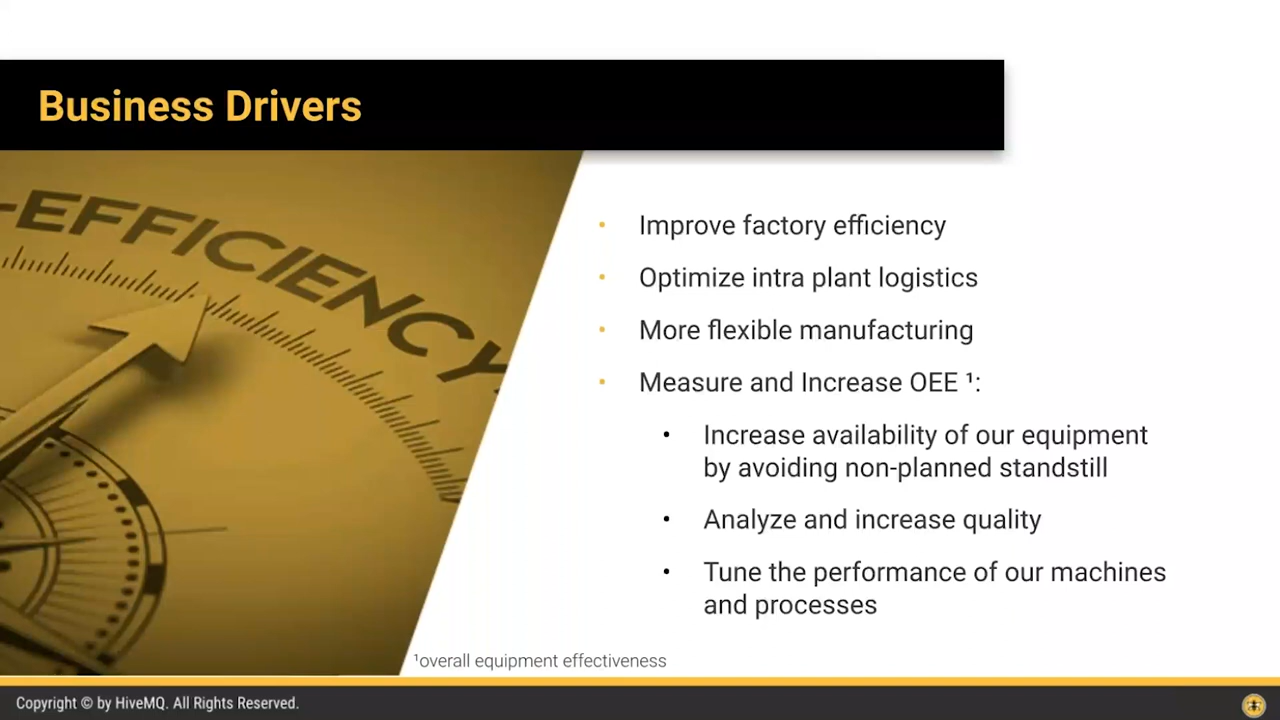 Business Drivers
-EFFICIENCY-
• Improve factory efficiency
• Optimize intra plant logistics
• More flexible manufacturing
• Measure and Increase OEE ¹:
• Increase availability of our equipment
by avoiding non-planned standstill
• Analyze and increase quality
• Tune the performance of our machines
and processes
¹overall equipment effectiveness
Copyright © by HiveMQ. All Rights Reserved.